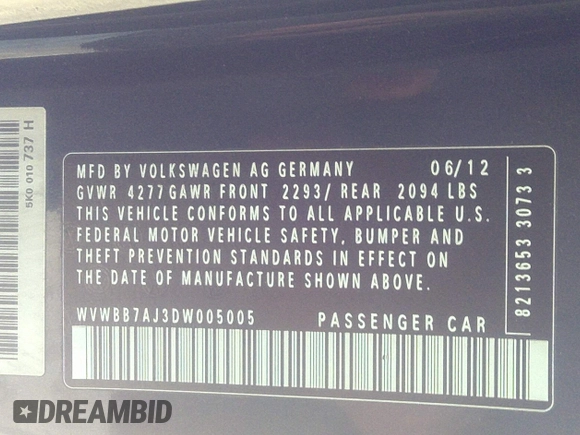 MFD BY VOLKSWAGEN AG GERMANY 06/12
GVWR 4277 GAWR FRONT 2293/ REAR 2094 LBS
THIS VEHICLE CONFORMS TO ALL APPLICABLE U.S.
FEDERAL MOTOR VEHICLE SAFETY, BUMPER AND
THEFT PREVENTION STANDARDS IN EFFECT ON
THE DATE OF MANUFACTURE SHOWN ABOVE.
WVWBB7AJ3DW005005 PASSENGER CAR
8213653 3073 3
5K0 010 737 H
DREAMBID